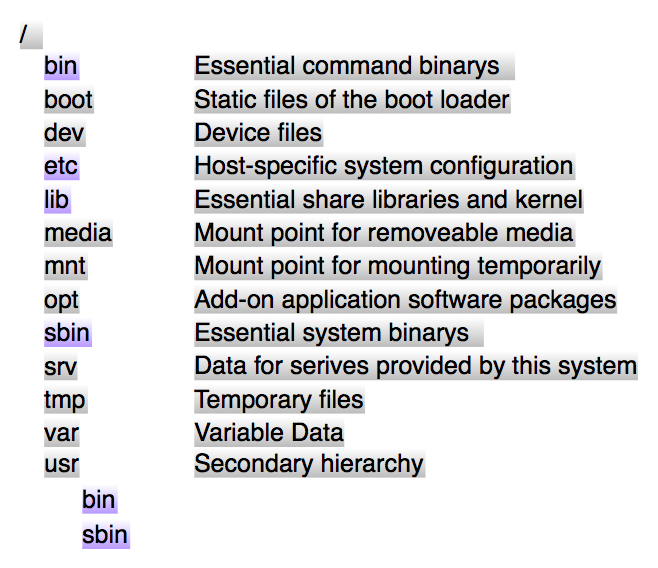 /
bin Essential command binarys
boot Static files of the boot loader
dev Device files
etc Host-specific system configuration
lib Essential share libraries and kernel
media Mount point for removeable media
mnt Mount point for mounting temporarily
opt Add-on application software packages
sbin Essential system binarys
srv Data for serives provided by this system
tmp Temporary files
var Variable Data
usr Secondary hierarchy
bin
sbin